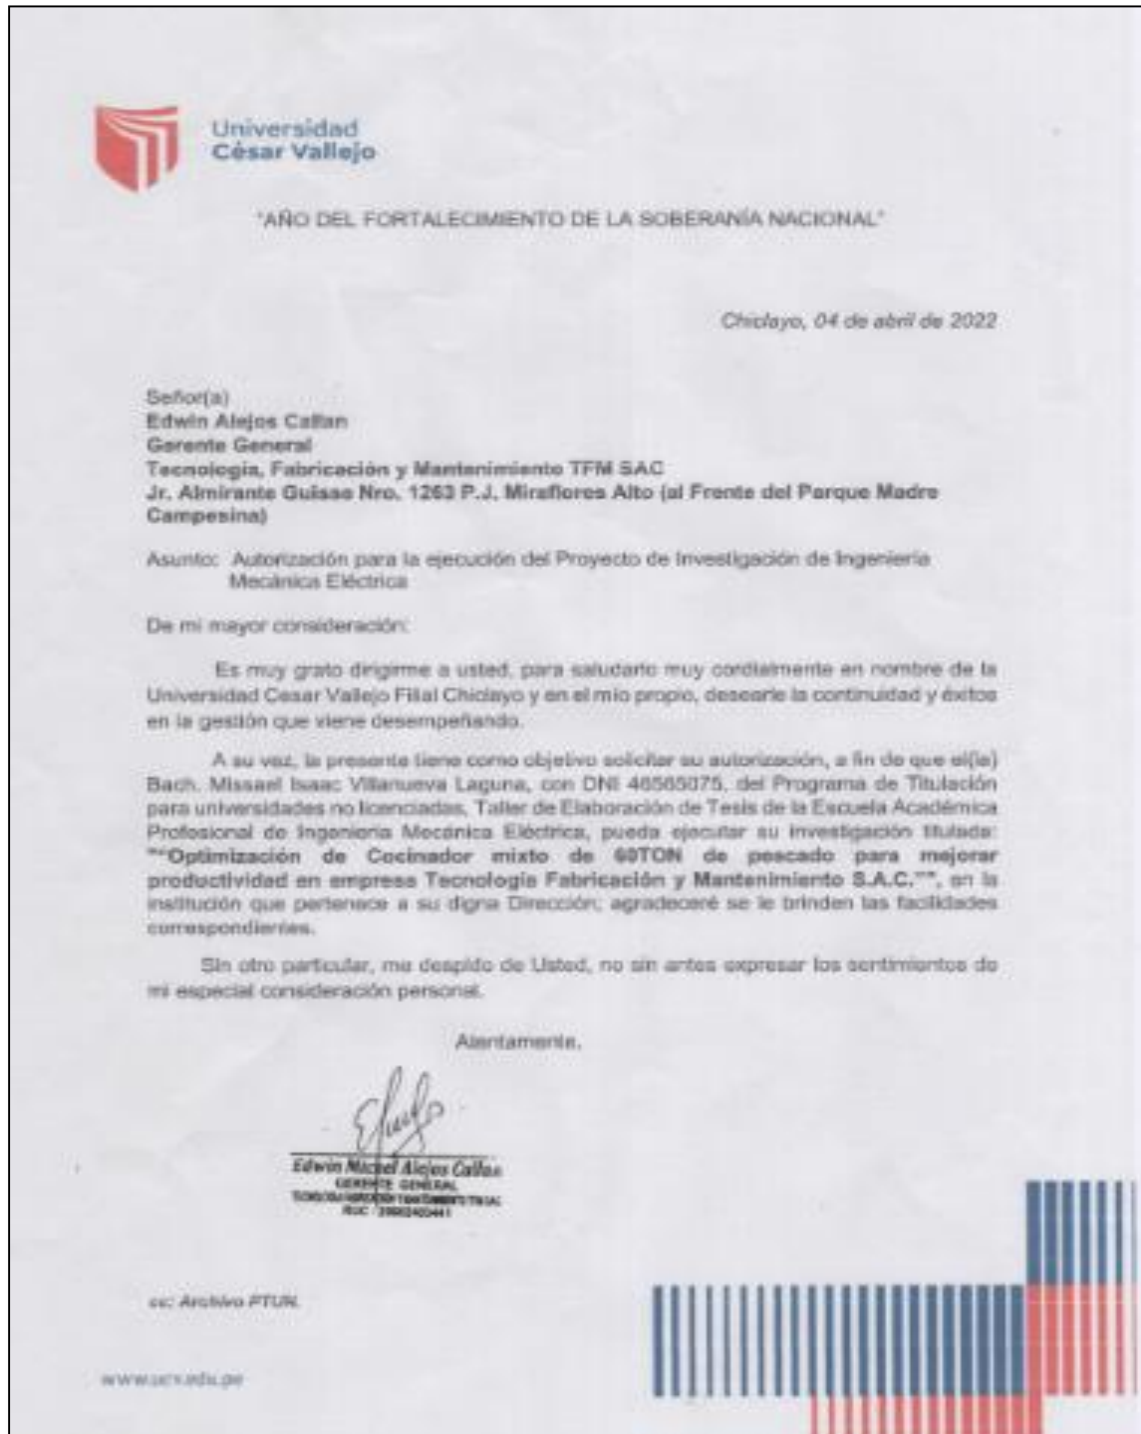 Universidad
César Vallejo
"AÑO DEL FORTALECIMIENTO DE LA SOBERANÍA NACIONAL"
Chiclayo, 04 de abril de 2022
Señor(a)
Edwin Alejos Callan
Gerente General
Tecnología, Fabricación y Mantenimiento TFM SAC
Jr. Almirante Guisse Nro. 1263 P.J. Miraflores Alto (al Frente del Parque Madre
Campesina)
Asunto: Autorización para la ejecución del Proyecto de Investigación de Ingeniería
Mecánica Eléctrica
De mi mayor consideración:
Es muy grato dirigirme a usted, para saludarlo muy cordialmente en nombre de la
Universidad Cesar Vallejo Filial Chiclayo y en el mío propio, desearle la continuidad y éxitos
en la gestión que viene desempeñando.
A su vez, la presente tiene como objetivo solicitar su autorización, a fin de que el(la)
Bach. Missael Isaac Villanueva Laguna, con DNI 46565075, del Programa de Titulación
para universidades no licenciadas, Taller de Elaboración de Tesis de la Escuela Académica
Profesional de Ingeniería Mecánica Eléctrica, pueda ejecutar su investigación titulada:
""Optimización de Cocinador mixto de 60TON de pescado para mejorar
productividad en empresa Tecnología Fabricación y Mantenimiento S.A.C."", en la
institución que pertenece a su digna Dirección; agradeceré se le brinden las facilidades
correspondientes.
Sin otro particular, me despido de Usted, no sin antes expresar los sentimientos de
mi especial consideración personal.
Atentamente,
Edwin Alejos Callan
GERENTE GENERAL
RUC
cc: Archivo PTUN.
www.ucv.edu.pe